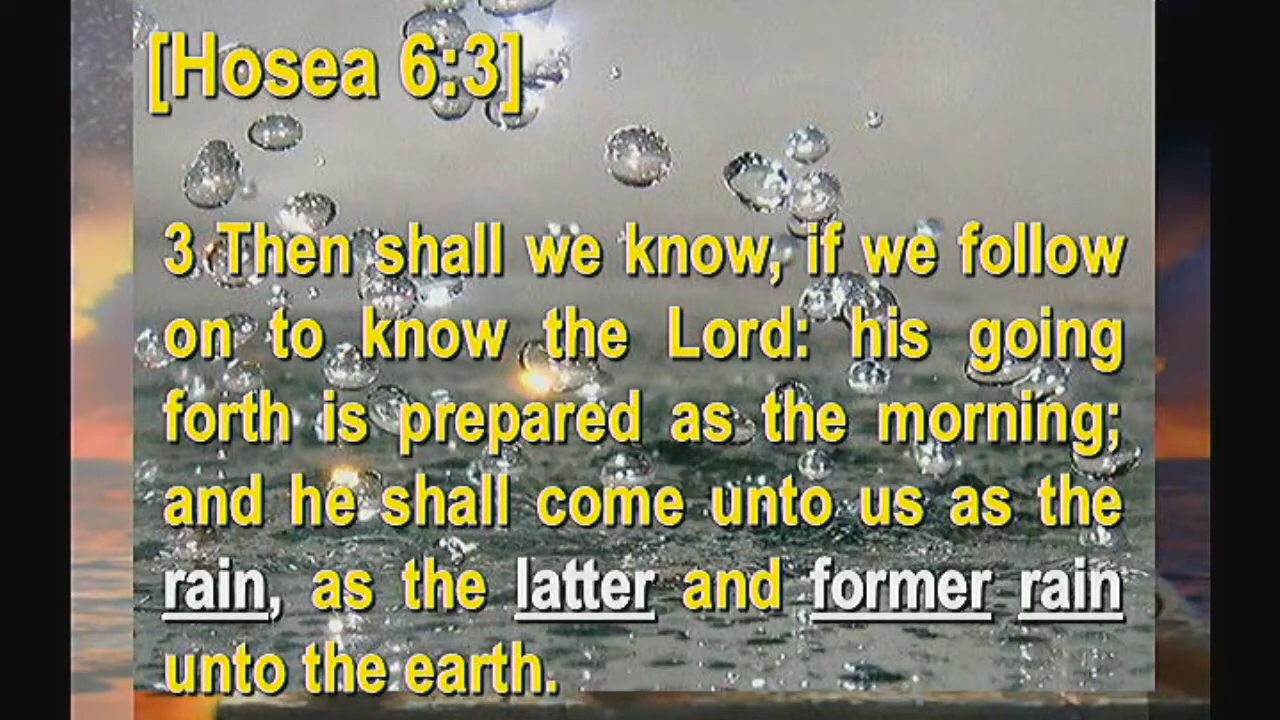 [Hosea 6:3]
3 Then shall we know, if we follow
on to know the Lord: his going
forth is prepared as the morning;
and he shall come unto us as the
rain, as the latter and former rain
unto the earth.